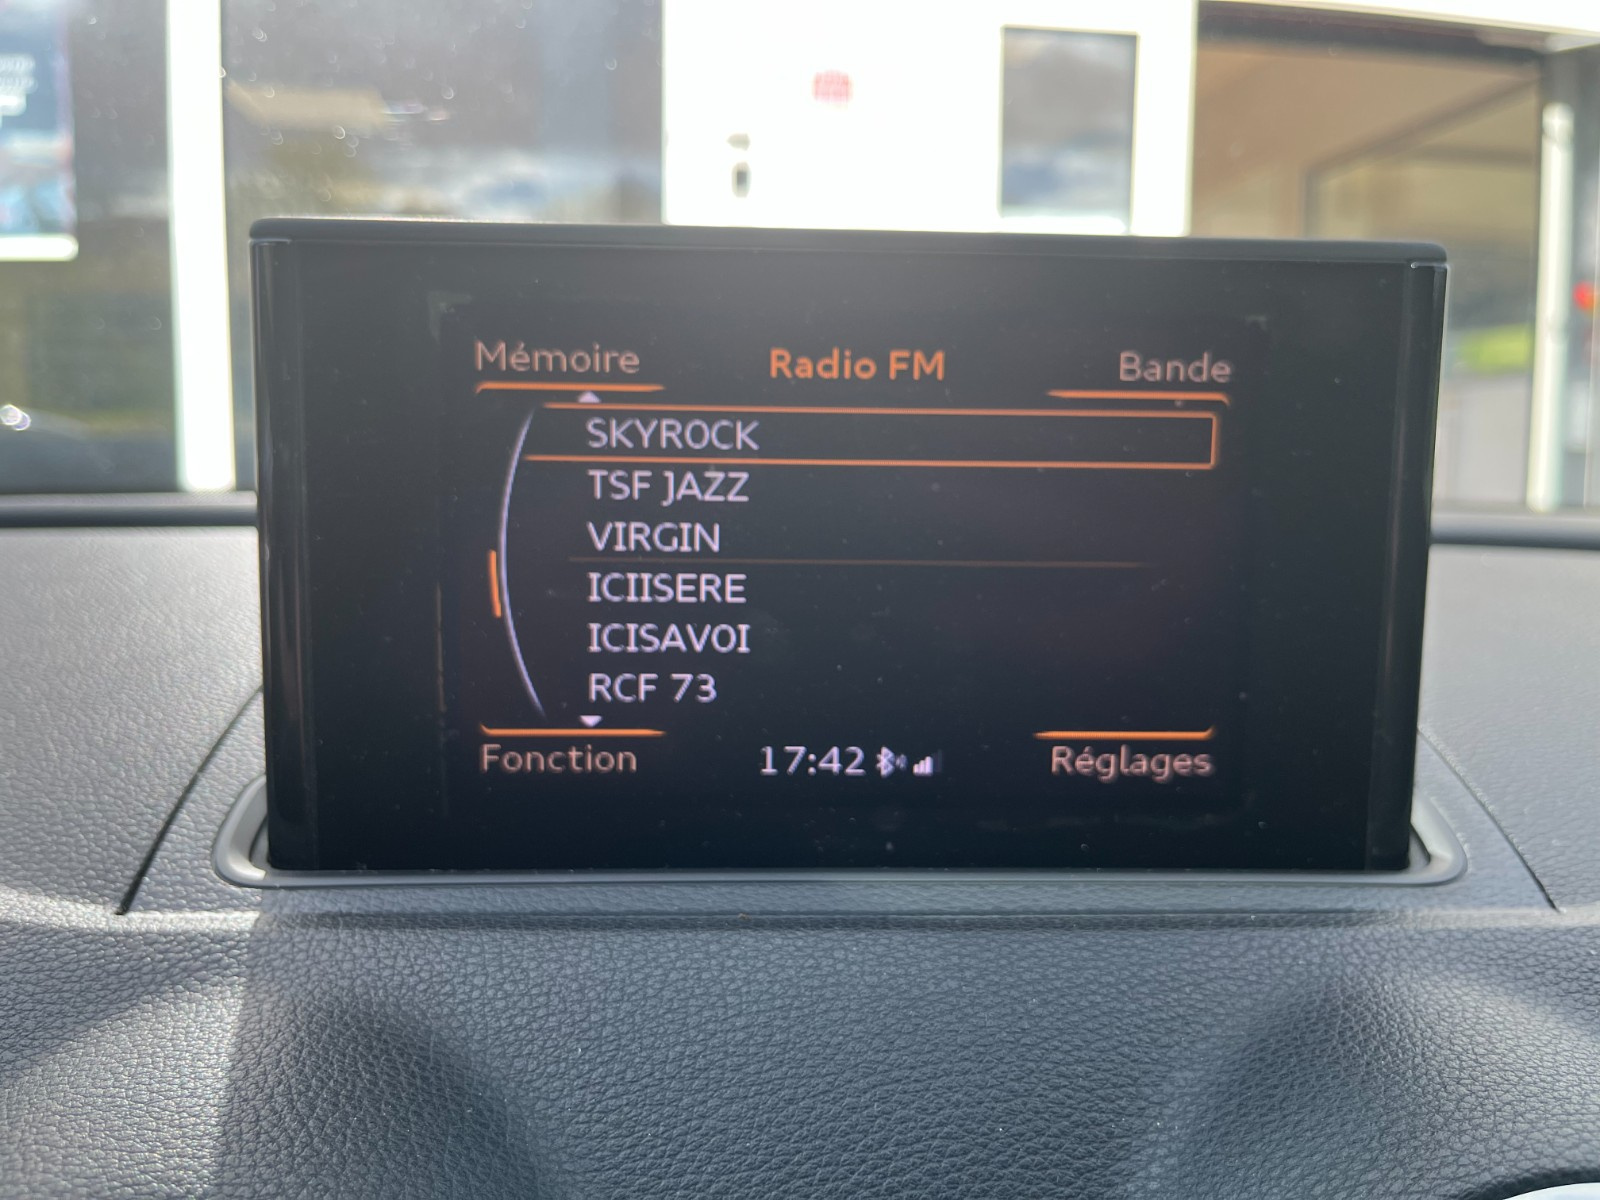 Mémoire Radio FM Bande
SKYROCK
TSF JAZZ
VIRGIN
ICIISERE
ICISAVOI
RCF 73
Fonction 17:42 Réglages